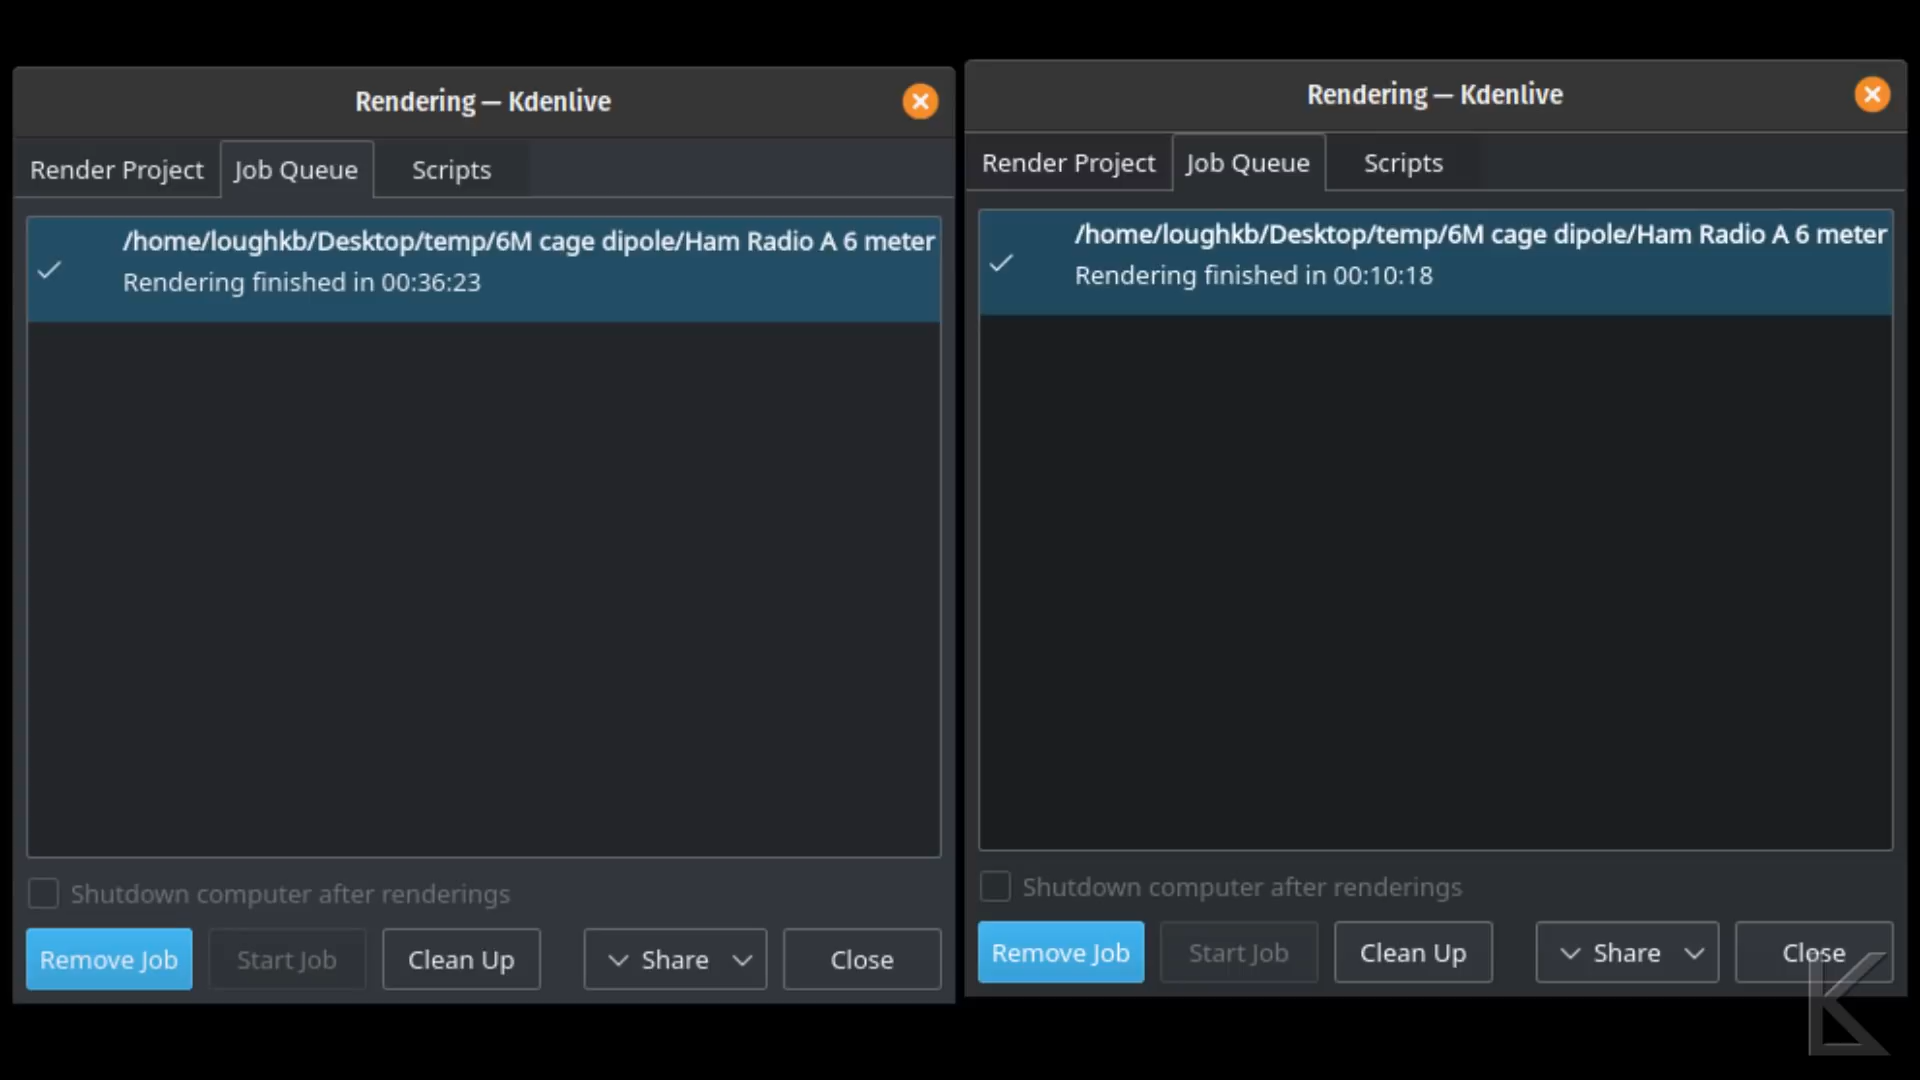 Rendering — Kdenlive
Render Project
Job Queue
Scripts
/home/loughkb/Desktop/temp/6M cage dipole/Ham Radio A 6 meter
Rendering finished in 00:36:23
Shutdown computer after renderings
Remove Job
Start Job
Clean Up
Share
Close
Rendering — Kdenlive
Render Project
Job Queue
Scripts
/home/loughkb/Desktop/temp/6M cage dipole/Ham Radio A 6 meter
Rendering finished in 00:10:18
Shutdown computer after renderings
Remove Job
Start Job
Clean Up
Share
Close
K